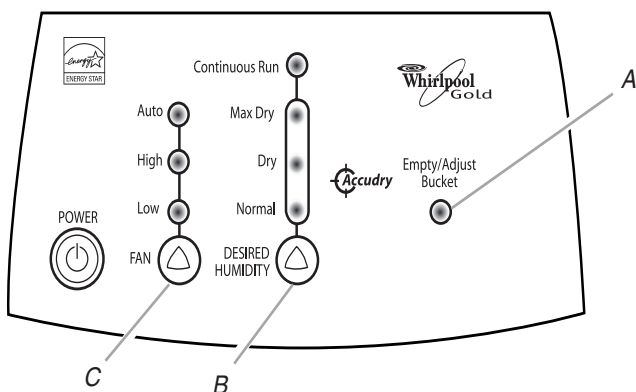 energy
ENERGY STAR
Continuous Run
Whirlpool
Gold
A
Auto
Max Dry
High
Dry
Accudry
Empty/Adjust
Bucket
Low
Normal
POWER
FAN
DESIRED
HUMIDITY
C
B